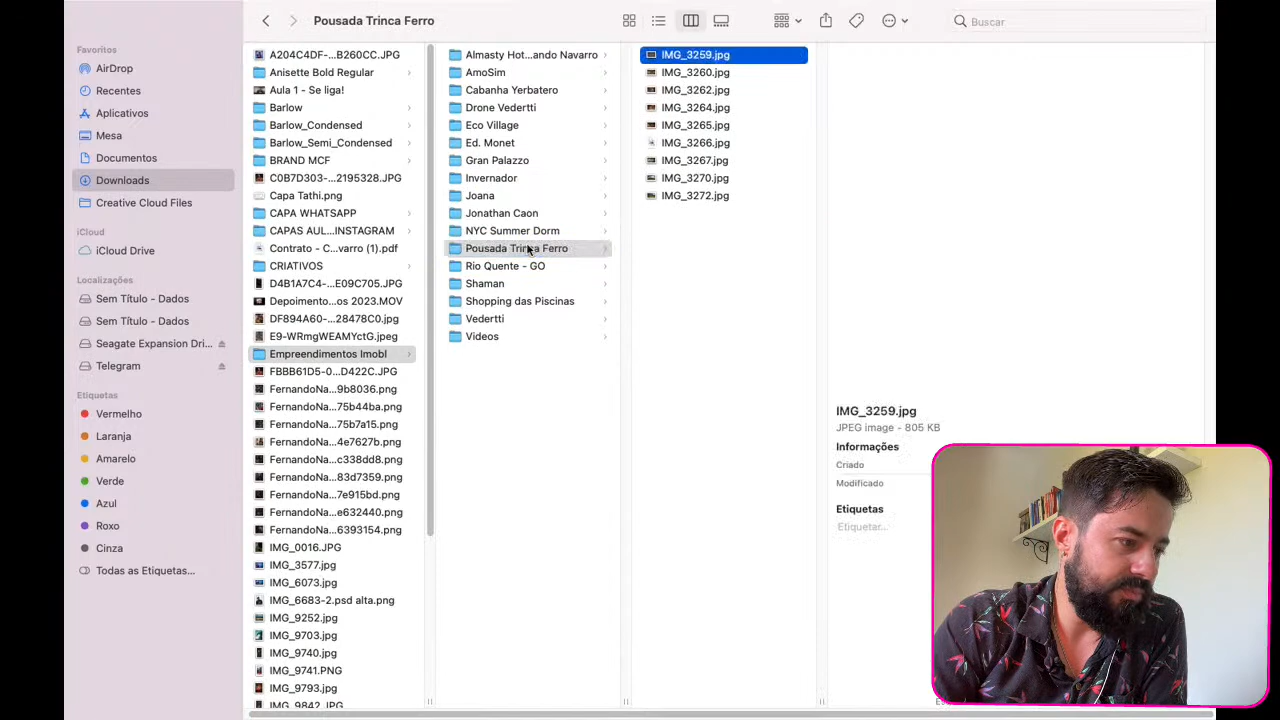 Pousada Trinca Ferro
Buscar
Favoritos
AirDrop
Recentes
Aplicativos
Mesa
Documentos
Downloads
Creative Cloud Files
iCloud
iCloud Drive
Localizações
Sem Título - Dados
Sem Título - Dados
Seagate Expansion Dri...
Telegram
Etiquetas
Vermelho
Laranja
Amarelo
Verde
Azul
Roxo
Cinza
Todas as Etiquetas...
A204C4DF-...B260CC.JPG
Anisette Bold Regular
Aula 1 - Se liga!
Barlow
Barlow_Condensed
Barlow_Semi_Condensed
BRAND MCF
C0B7D303-...2195328.JPG
Capa Tathi.png
CAPA WHATSAPP
CAPAS AUL...INSTAGRAM
Contrato - C...varro (1).pdf
CRIATIVOS
D4B1A7C4-...E09C705.JPG
Depoimento...os 2023.MOV
DF894A60-...28478C0.jpg
E9-WRmgWEAMYctG.jpeg
Empreendimentos Imobl
FBBB61D5-0...D422C.JPG
FernandoNa...9b8036.png
FernandoNa...75b44ba.png
FernandoNa...75b7a15.png
FernandoNa...4e7627b.png
FernandoNa...c338dd8.png
FernandoNa...83d7359.png
FernandoNa...7e915bd.png
FernandoNa...e632440.png
FernandoNa...6393154.png
IMG_0016.JPG
IMG_3577.jpg
IMG_6073.jpg
IMG_6683-2.psd alta.png
IMG_9252.jpg
IMG_9703.jpg
IMG_9740.jpg
IMG_9741.PNG
IMG_9793.jpg
IMG_9842.JPG
Almasty Hot...ando Navarro
AmoSim
Cabanha Yerbatero
Drone Vedertti
Eco Village
Ed. Monet
Gran Palazzo
Invernador
Joana
Jonathan Caon
NYC Summer Dorm
Pousada Trinca Ferro
Rio Quente - GO
Shaman
Shopping das Piscinas
Vedertti
Videos
IMG_3259.jpg
IMG_3260.jpg
IMG_3262.jpg
IMG_3264.jpg
IMG_3265.jpg
IMG_3266.jpg
IMG_3267.jpg
IMG_3270.jpg
IMG_3272.jpg
IMG_3259.jpg
JPEG image - 805 KB
Informações
Criado
Modificado
Etiquetas
Etiquetar...